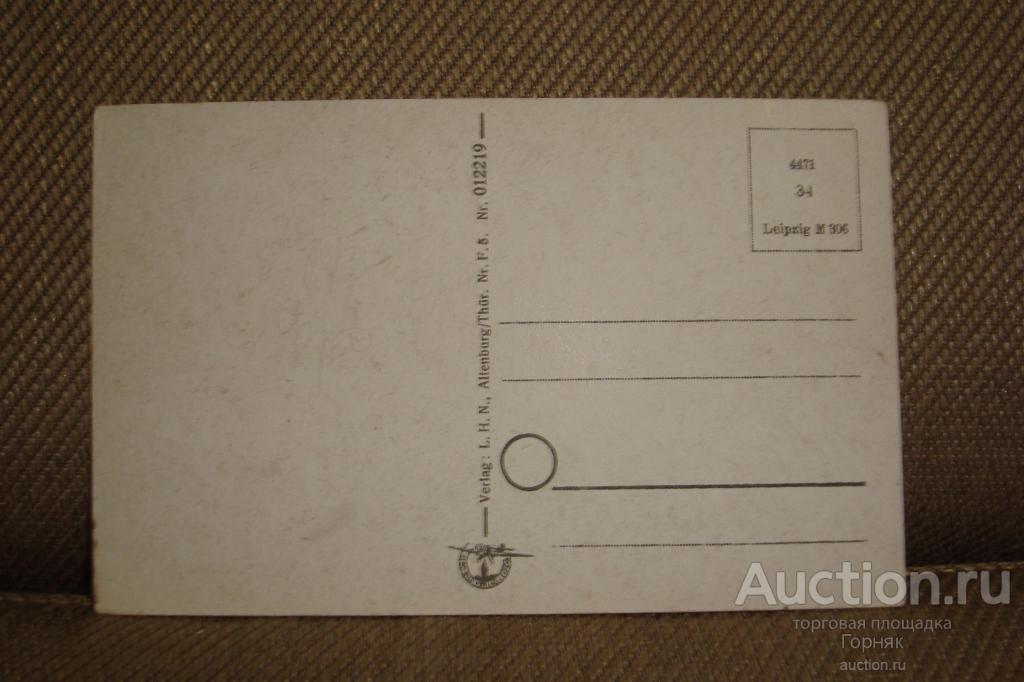 Verlag: L. H. N., Altenburg/Thür. Nr. F. 5. Nr. 012219
4471
34
Leipzig M 306
Auction.ru
торговая площадка
Горняк
auction.ru